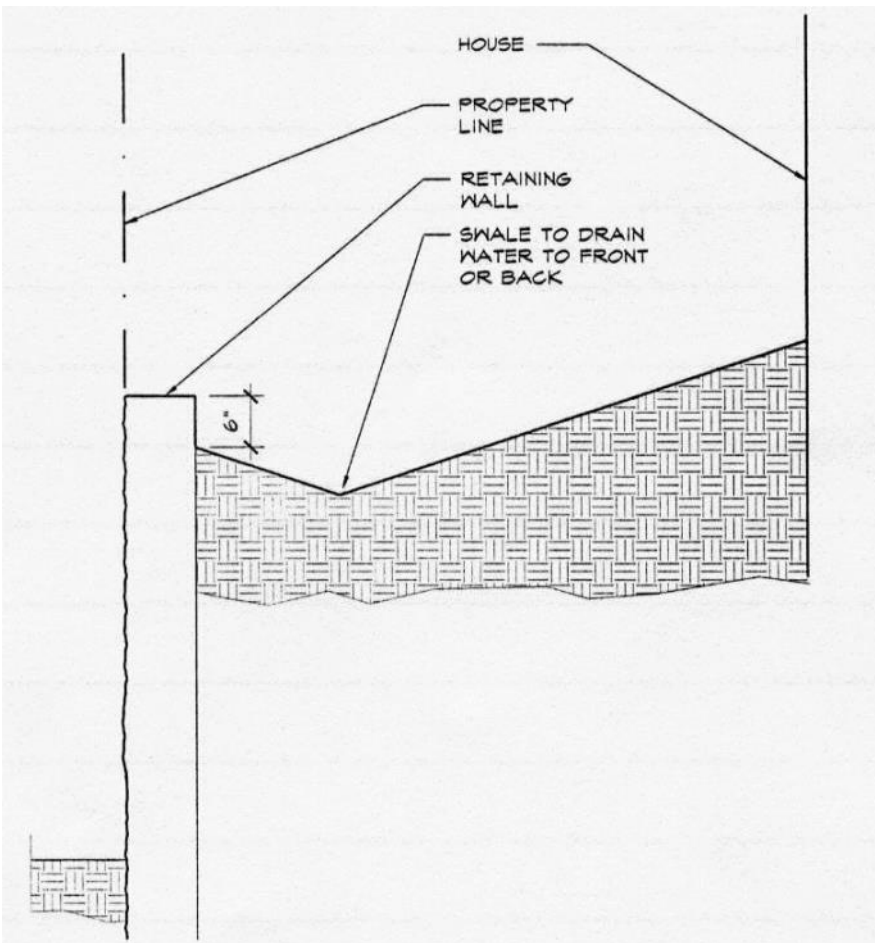 HOUSE
PROPERTY
LINE
RETAINING
WALL
SWALE TO DRAIN
WATER TO FRONT
OR BACK
6"